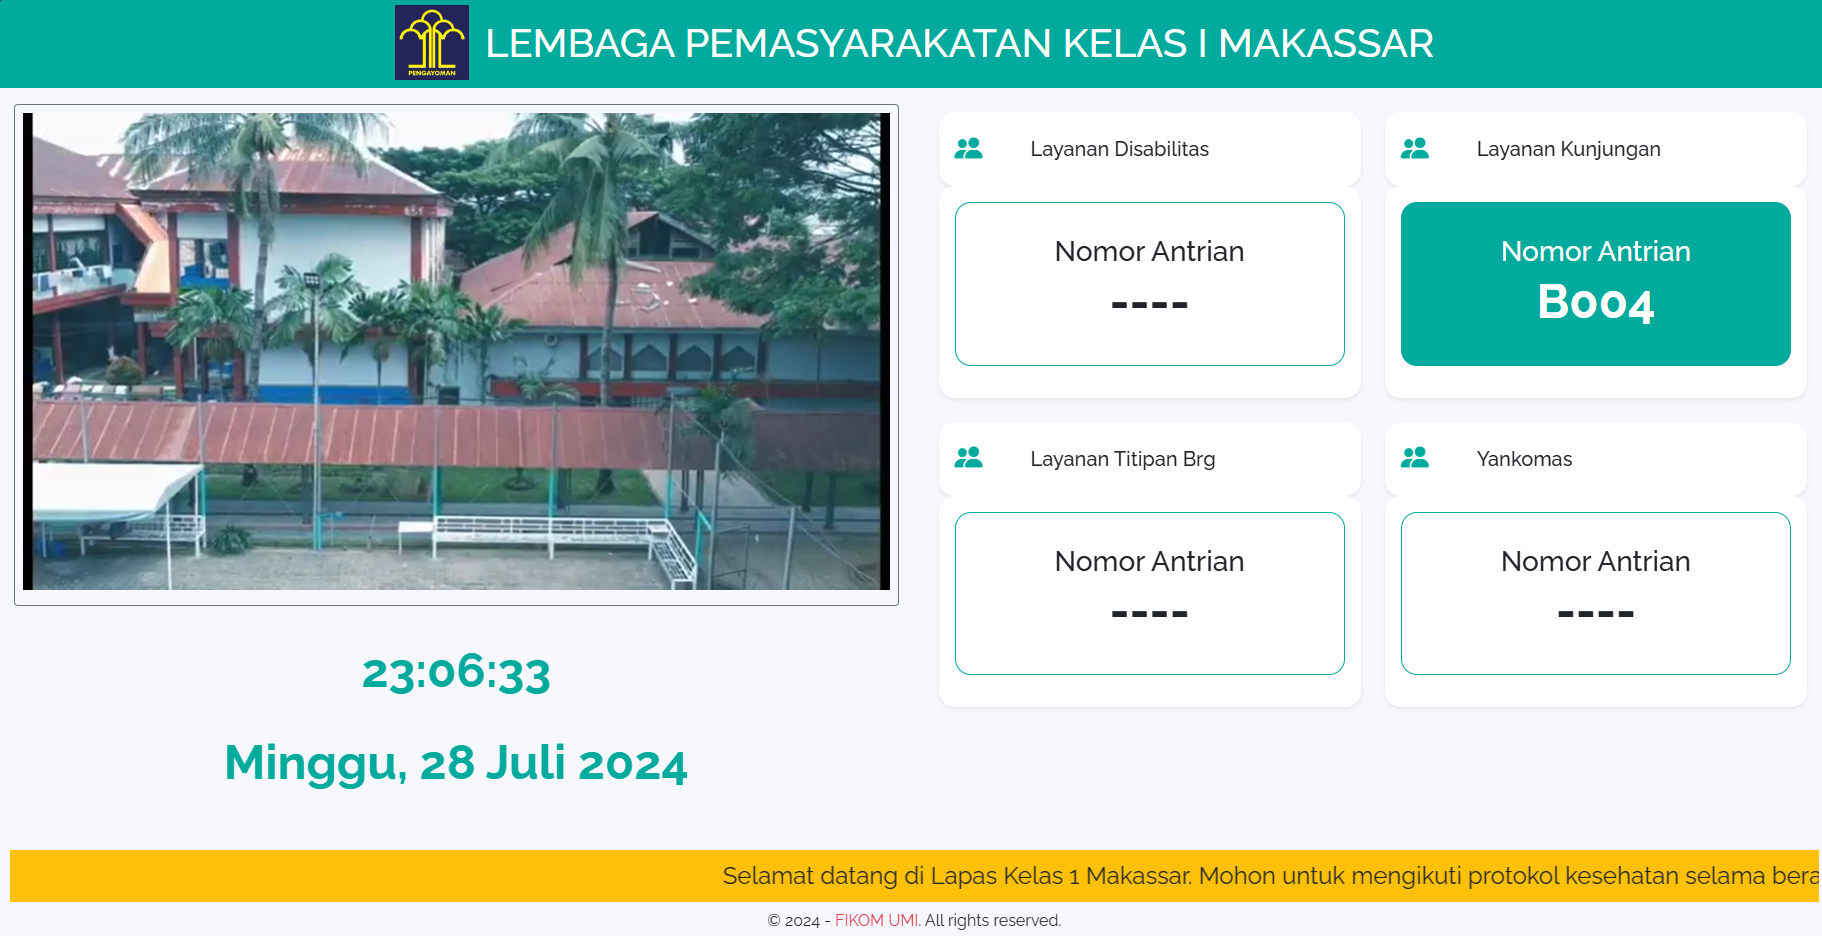 PENGAYOMAN
LEMBAGA PEMASYARAKATAN KELAS I MAKASSAR
Layanan Disabilitas
Nomor Antrian
----
Layanan Kunjungan
Nomor Antrian
B004
Layanan Titipan Brg
Nomor Antrian
----
Yankomas
Nomor Antrian
----
23:06:33
Minggu, 28 Juli 2024
Selamat datang di Lapas Kelas 1 Makassar. Mohon untuk mengikuti protokol kesehatan selama bera
© 2024 - FIKOM UMI. All rights reserved.